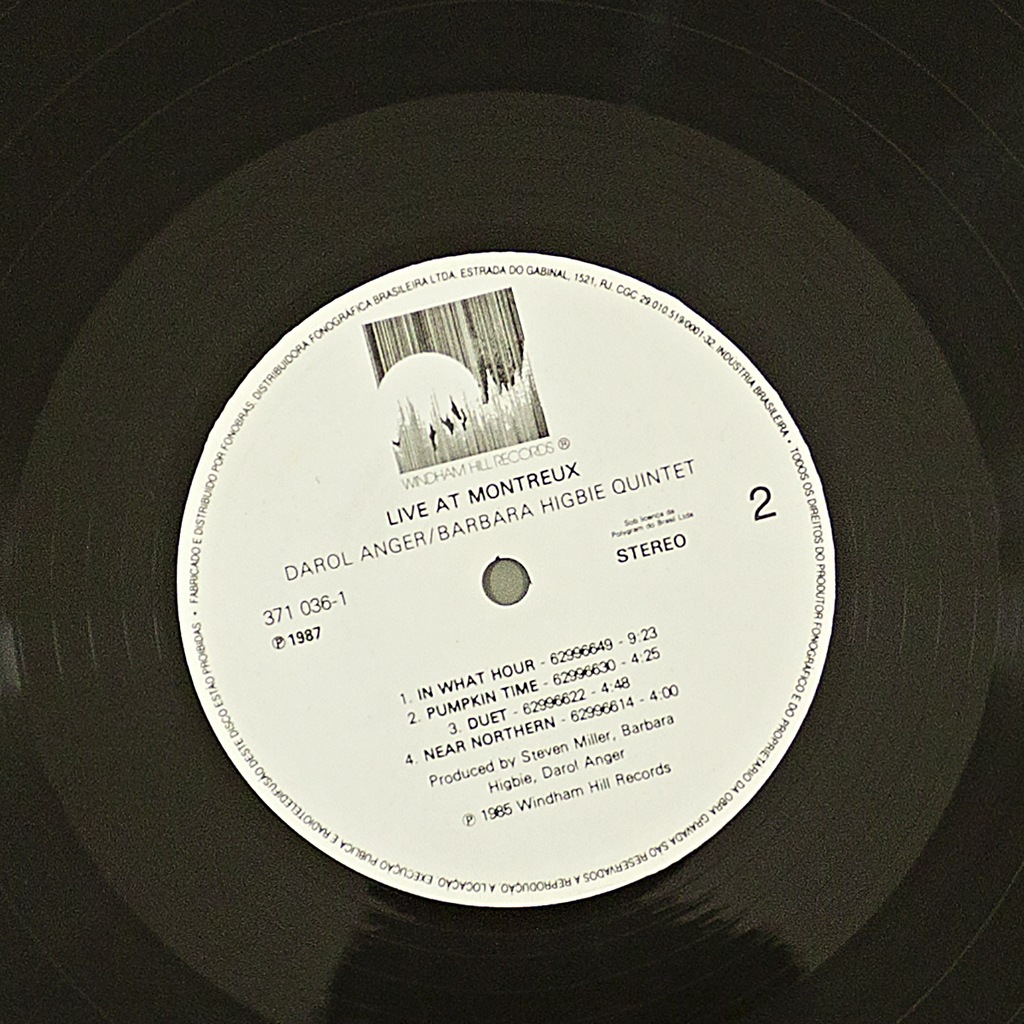 • FABRICADO E DISTRIBUIDO POR FONOBRAS: DISTRIBUIDORA FONOGRAFICA BRASILEIRA LTDA. ESTRADA DO GABINAL, 1521, RJ. CGC 29.010.519/0001-32. INDUSTRIA BRASILEIRA • TODOS OS DIREITOS DO PRODUTOR FONOGRÁFICO E DO PROPRIETÁRIO DA OBRA GRAVADA SÃO RESERVADOS A REPRODUÇÃO, A LOCAÇÃO, EXECUÇÃO PUBLICA E RADIOTELEDIFUSÃO DESTE DISCO ESTÃO PROIBIDAS
WINDHAM HILL RECORDS ®
LIVE AT MONTREUX
DAROL ANGER/BARBARA HIGBIE QUINTET
2
Sob licença da
Polygram do Brasil Ltda
STEREO
371 036-1
℗ 1987
1. IN WHAT HOUR - 62996649 - 9:23
2. PUMPKIN TIME - 62996630 - 4:25
3. DUET - 62996622 - 4:48
4. NEAR NORTHERN - 62996614 - 4:00
Produced by Steven Miller, Barbara
Higbie, Darol Anger
℗ 1985 Windham Hill Records